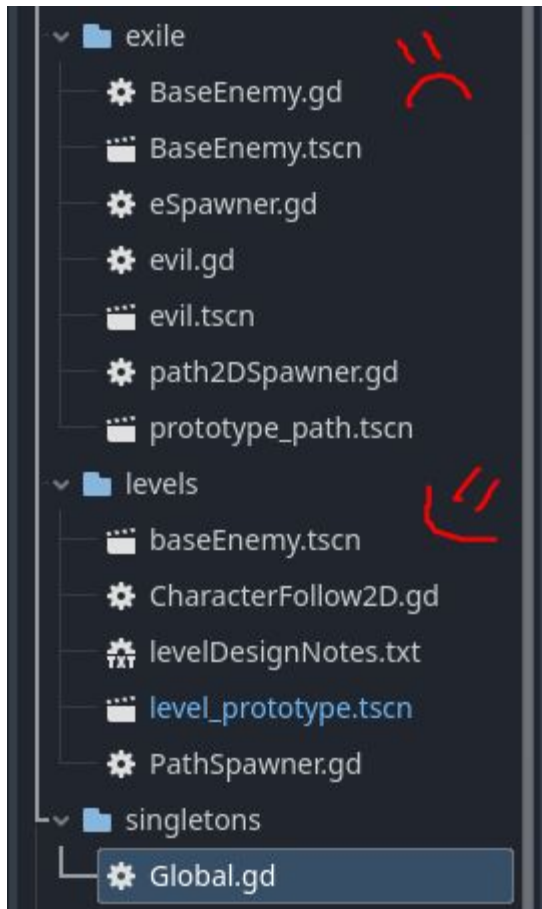 exile
BaseEnemy.gd
BaseEnemy.tscn
eSpawner.gd
evil.gd
evil.tscn
path2DSpawner.gd
prototype_path.tscn
levels
baseEnemy.tscn
CharacterFollow2D.gd
TXT levelDesignNotes.txt
level_prototype.tscn
PathSpawner.gd
singletons
Global.gd